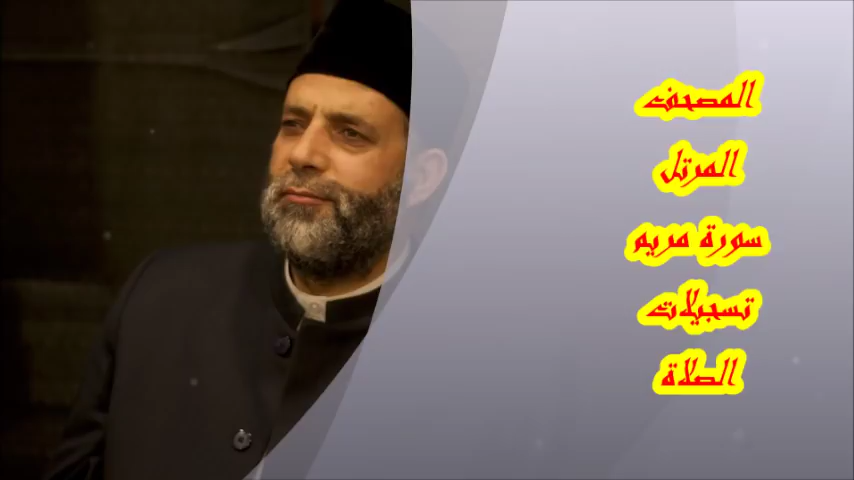 المصحف
المرتل
سورة مريم
تسجيلات
الصلاة